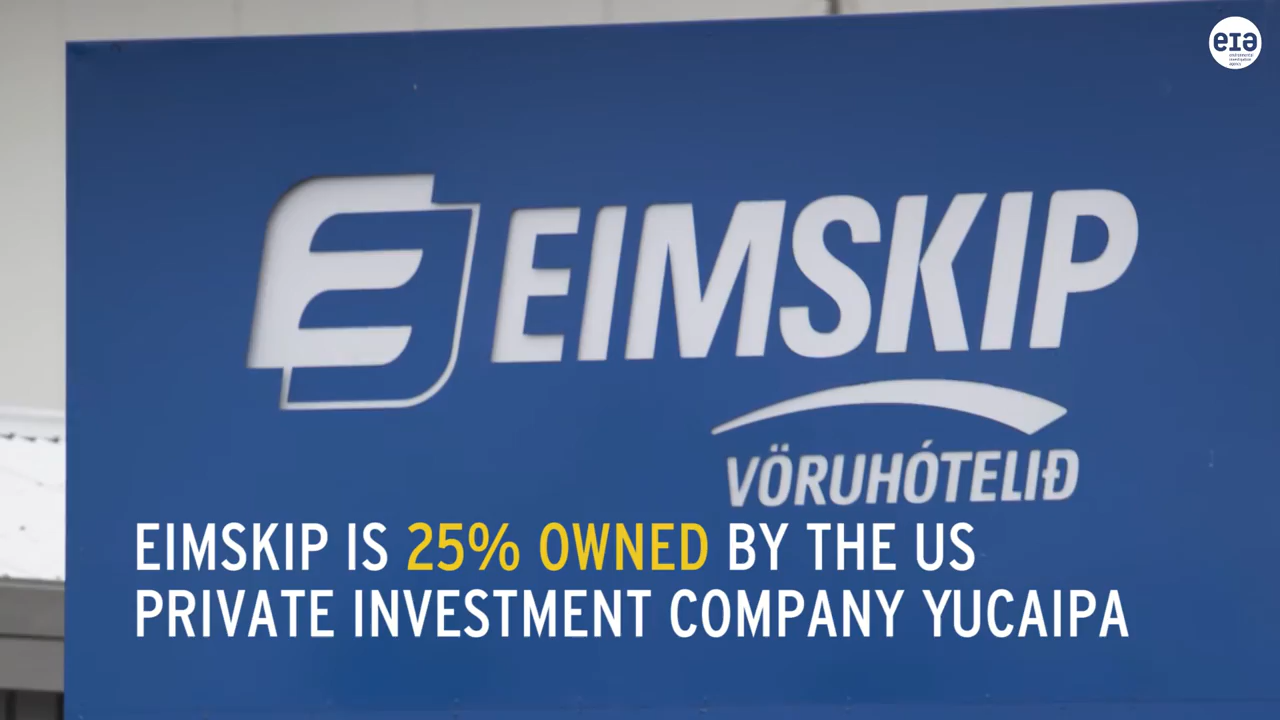 eia
EIMSKIP
VÖRUHÓTELIÐ
EIMSKIP IS 25% OWNED BY THE US
PRIVATE INVESTMENT COMPANY YUCAIPA